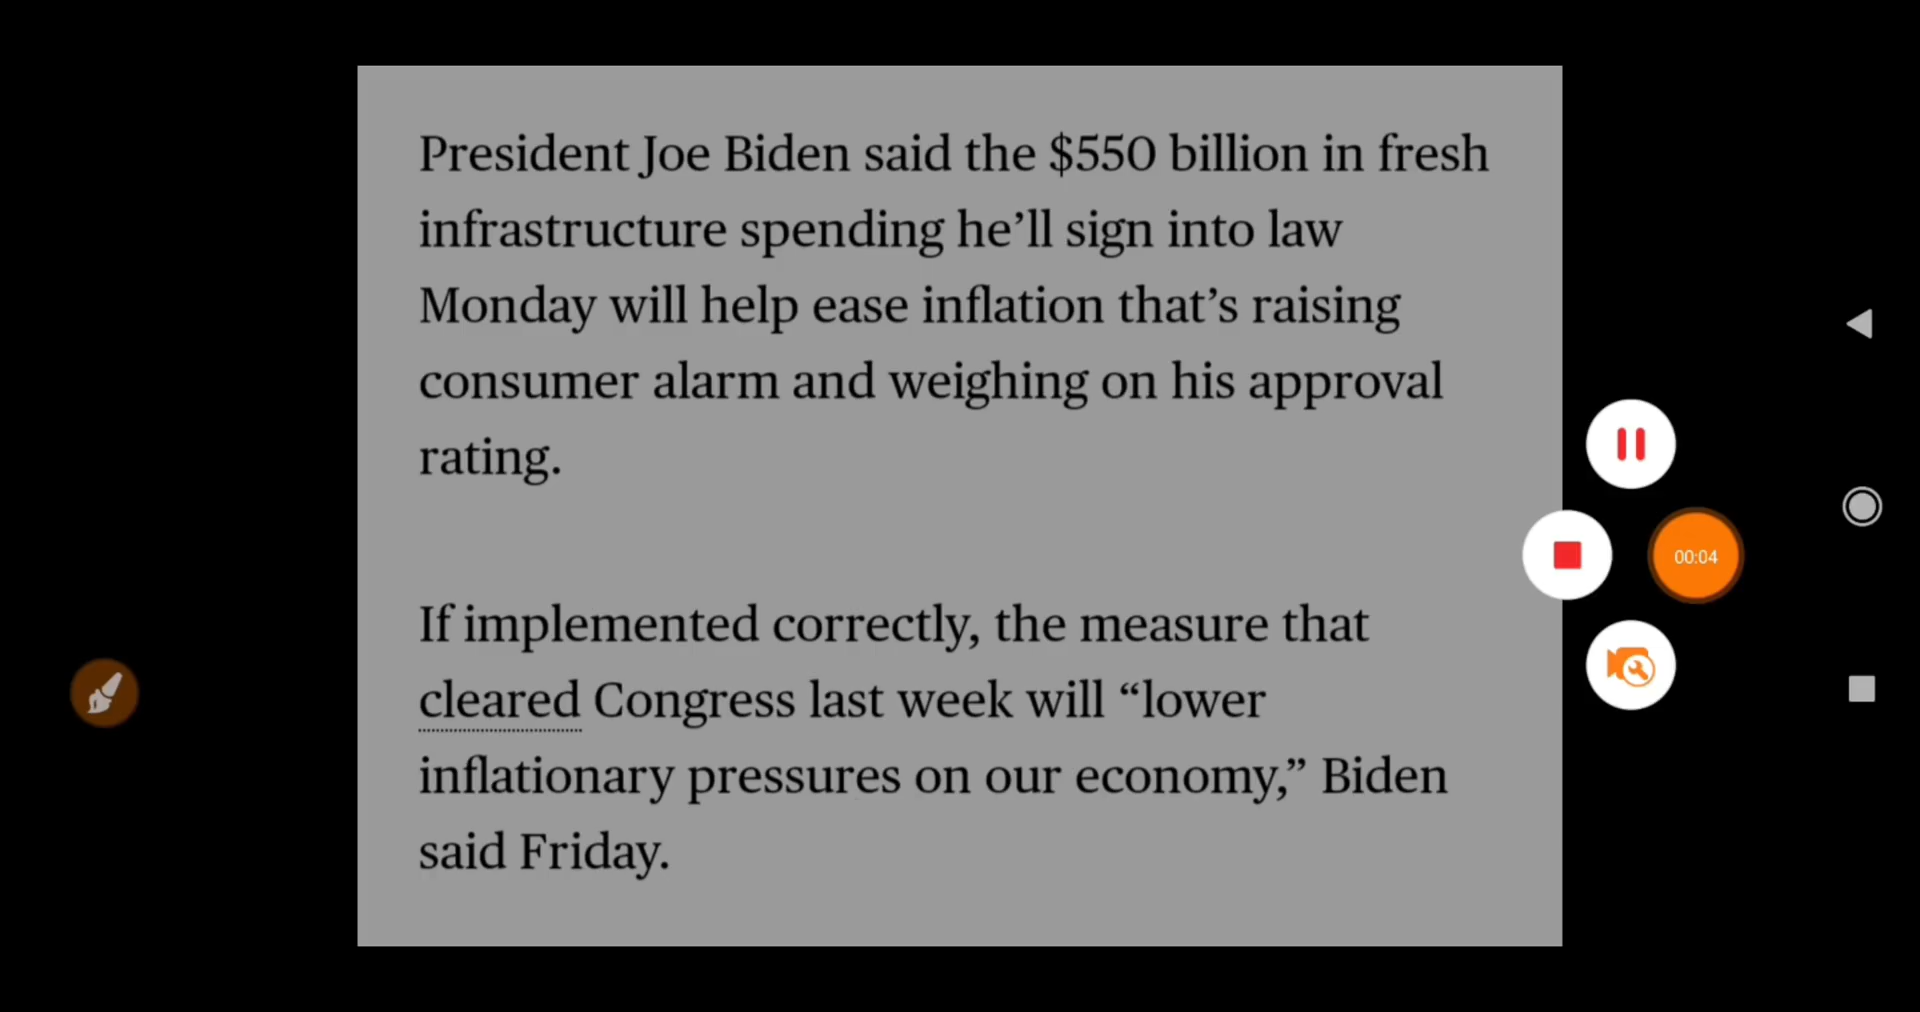 President Joe Biden said the $550 billion in fresh
infrastructure spending he’ll sign into law
Monday will help ease inflation that’s raising
consumer alarm and weighing on his approval
rating.
If implemented correctly, the measure that
cleared Congress last week will “lower
inflationary pressures on our economy,” Biden
said Friday.
00:04